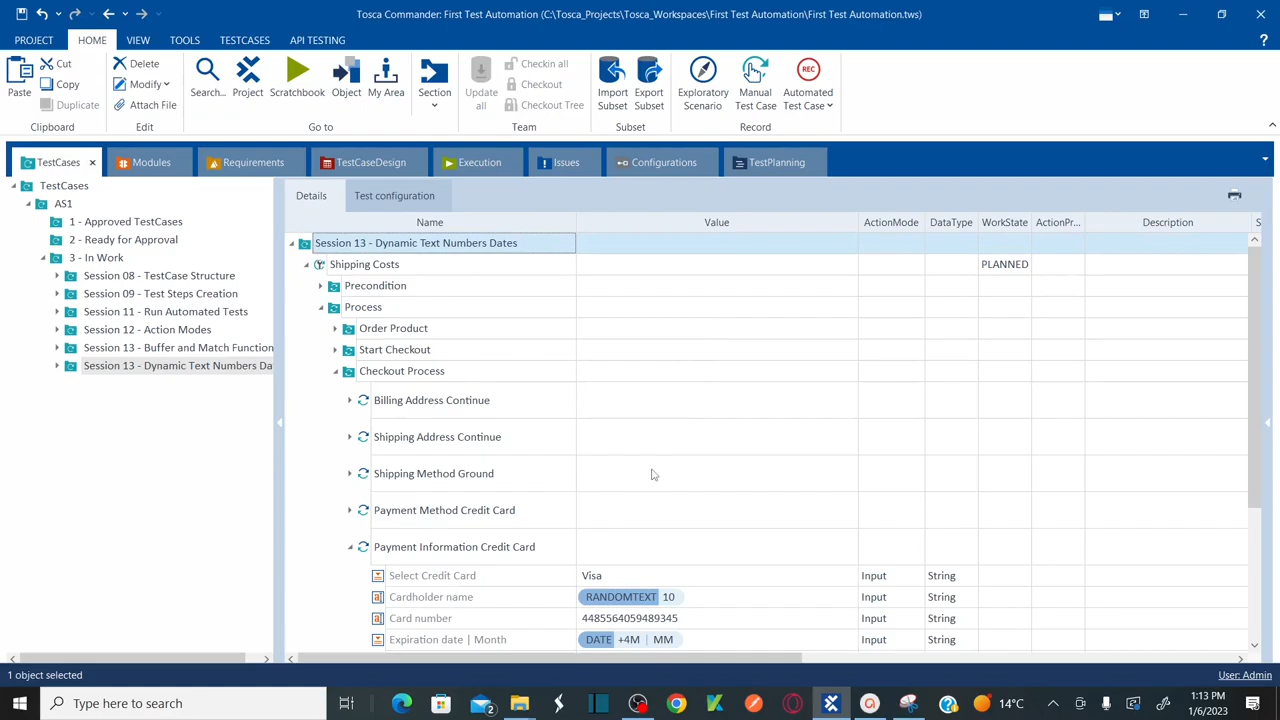 Tosca Commander: First Test Automation (C:\Tosca_Projects\Tosca_Workspaces\First Test Automation\First Test Automation.tws)
PROJECT HOME VIEW TOOLS TESTCASES API TESTING ?
Paste Cut Copy Duplicate
Clipboard
Delete Modify Attach File
Edit
Search... Project Scratchbook Object My Area Section
Go to
Update all Checkin all Checkout Checkout Tree
Team
Import Subset Export Subset
Subset
Exploratory Scenario Manual Test Case REC Automated Test Case
Record
TestCases Modules Requirements TestCaseDesign Execution Issues Configurations TestPlanning
TestCases
AS1
1 - Approved TestCases
2 - Ready for Approval
3 - In Work
Session 08 - TestCase Structure
Session 09 - Test Steps Creation
Session 11 - Run Automated Tests
Session 12 - Action Modes
Session 13 - Buffer and Match Function
Session 13 - Dynamic Text Numbers Da
Details Test configuration
Name Value ActionMode DataType WorkState ActionPr... Description S
Session 13 - Dynamic Text Numbers Dates
Shipping Costs PLANNED
Precondition
Process
Order Product
Start Checkout
Checkout Process
Billing Address Continue
Shipping Address Continue
Shipping Method Ground
Payment Method Credit Card
Payment Information Credit Card
Select Credit Card Visa Input String
Cardholder name RANDOMTEXT 10 Input String
Card number 4485564059489345 Input String
Expiration date | Month DATE +4M | MM Input String
1 object selected User: Admin
Type here to search 2 14°C 1:13 PM
1/6/2023